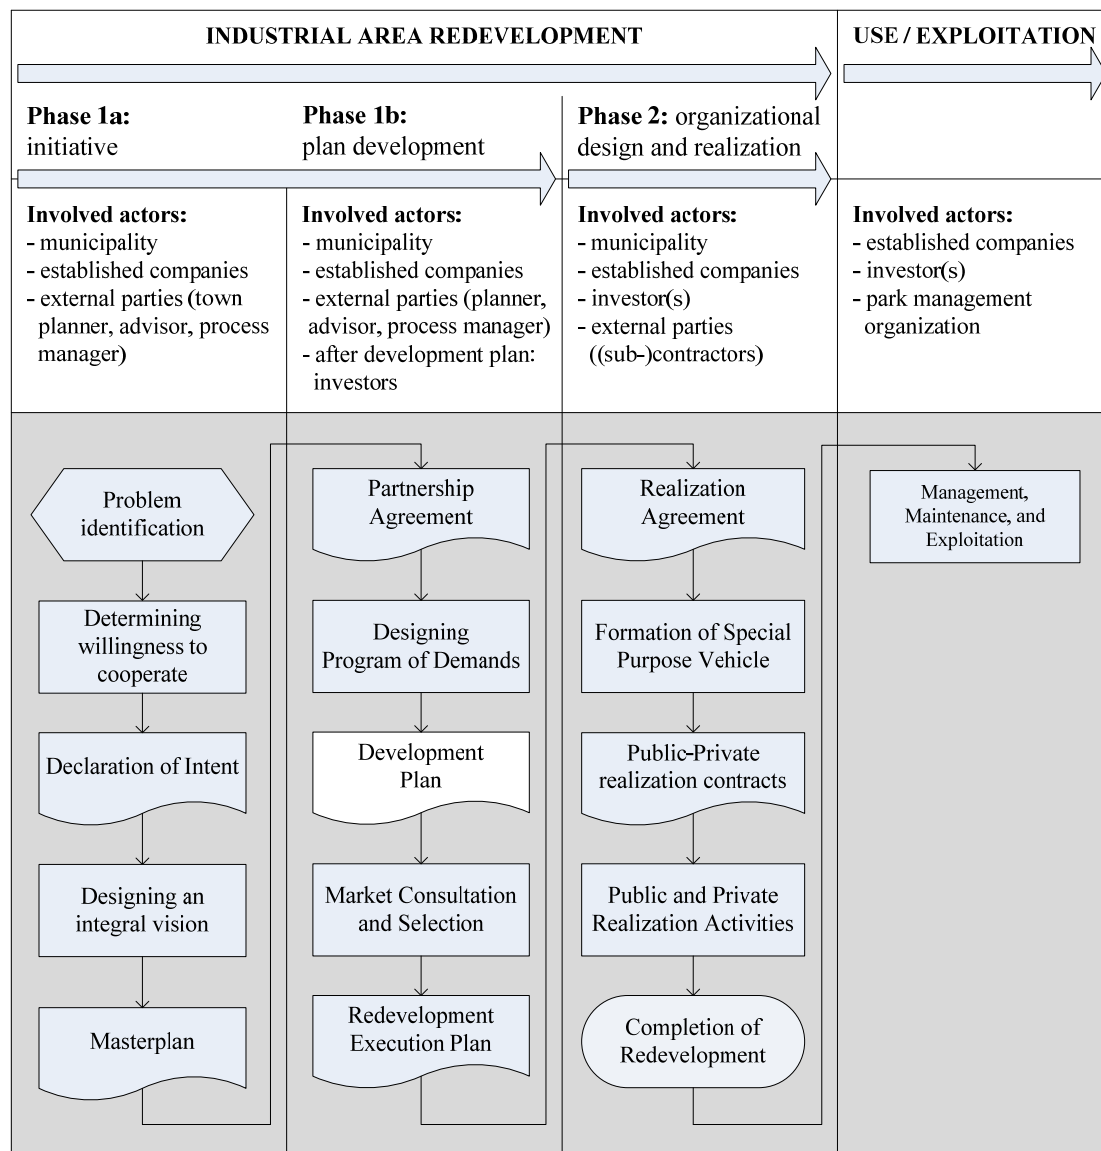 INDUSTRIAL AREA REDEVELOPMENT
USE / EXPLOITATION
Phase 1a:
initiative
Phase 1b:
plan development
Phase 2: organizational
design and realization
Involved actors:
- municipality
- established companies
- external parties (town
planner, advisor, process
manager)
Involved actors:
- municipality
- established companies
- external parties (planner,
advisor, process manager)
- after development plan:
investors
Involved actors:
- municipality
- established companies
- investor(s)
- external parties
((sub-)contractors)
Involved actors:
- established companies
- investor(s)
- park management
organization
Problem
identification
Determining
willingness to
cooperate
Declaration of Intent
Designing an
integral vision
Masterplan
Partnership
Agreement
Designing
Program of Demands
Development
Plan
Market Consultation
and Selection
Redevelopment
Execution Plan
Realization
Agreement
Formation of Special
Purpose Vehicle
Public-Private
realization contracts
Public and Private
Realization Activities
Completion of
Redevelopment
Management,
Maintenance, and
Exploitation